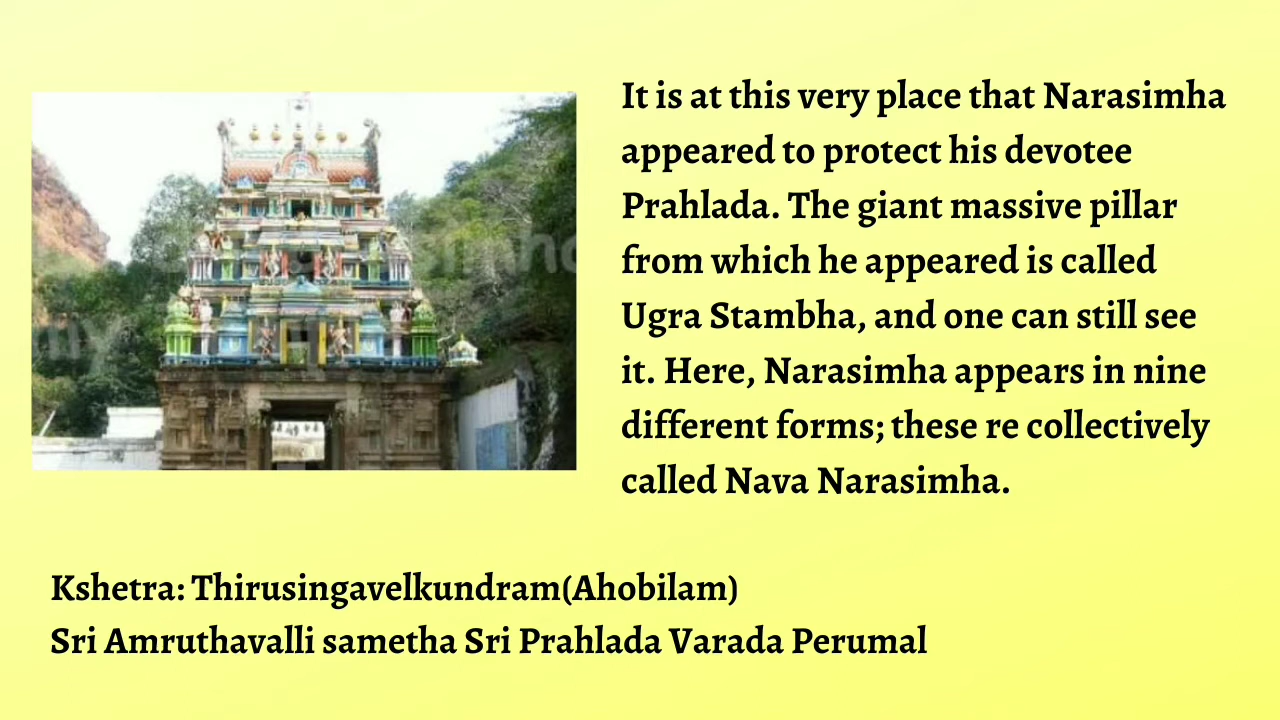 It is at this very place that Narasimha
appeared to protect his devotee
Prahlada. The giant massive pillar
from which he appeared is called
Ugra Stambha, and one can still see
it. Here, Narasimha appears in nine
different forms; these re collectively
called Nava Narasimha.
Kshetra: Thirusingavelkundram(Ahobilam)
Sri Amruthavalli sametha Sri Prahlada Varada Perumal